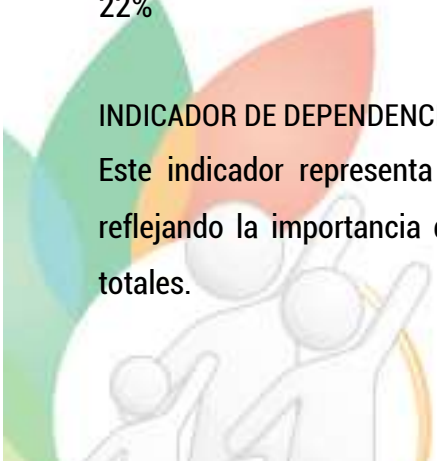 22%
INDICADOR DE DEPENDENC
Este indicador representa
reflejando la importancia
totales.